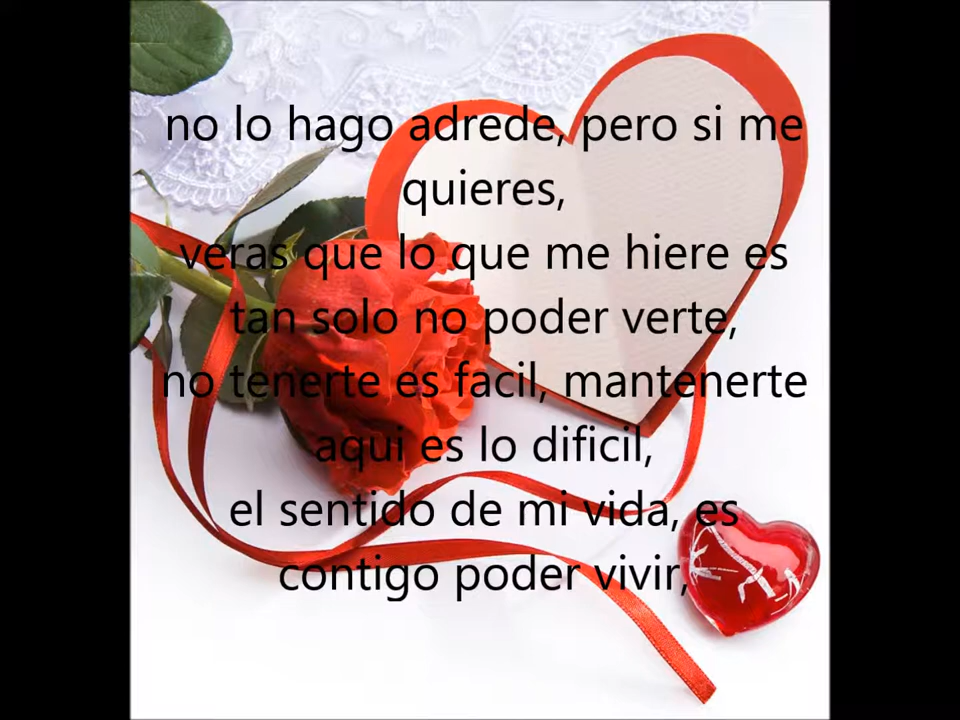 no lo hago adrede, pero si me
quieres,
veras que lo que me hiere es
tan solo no poder verte,
no tenerte es facil, mantenerte
aqui es lo dificil,
el sentido de mi vida, es
contigo poder vivir,